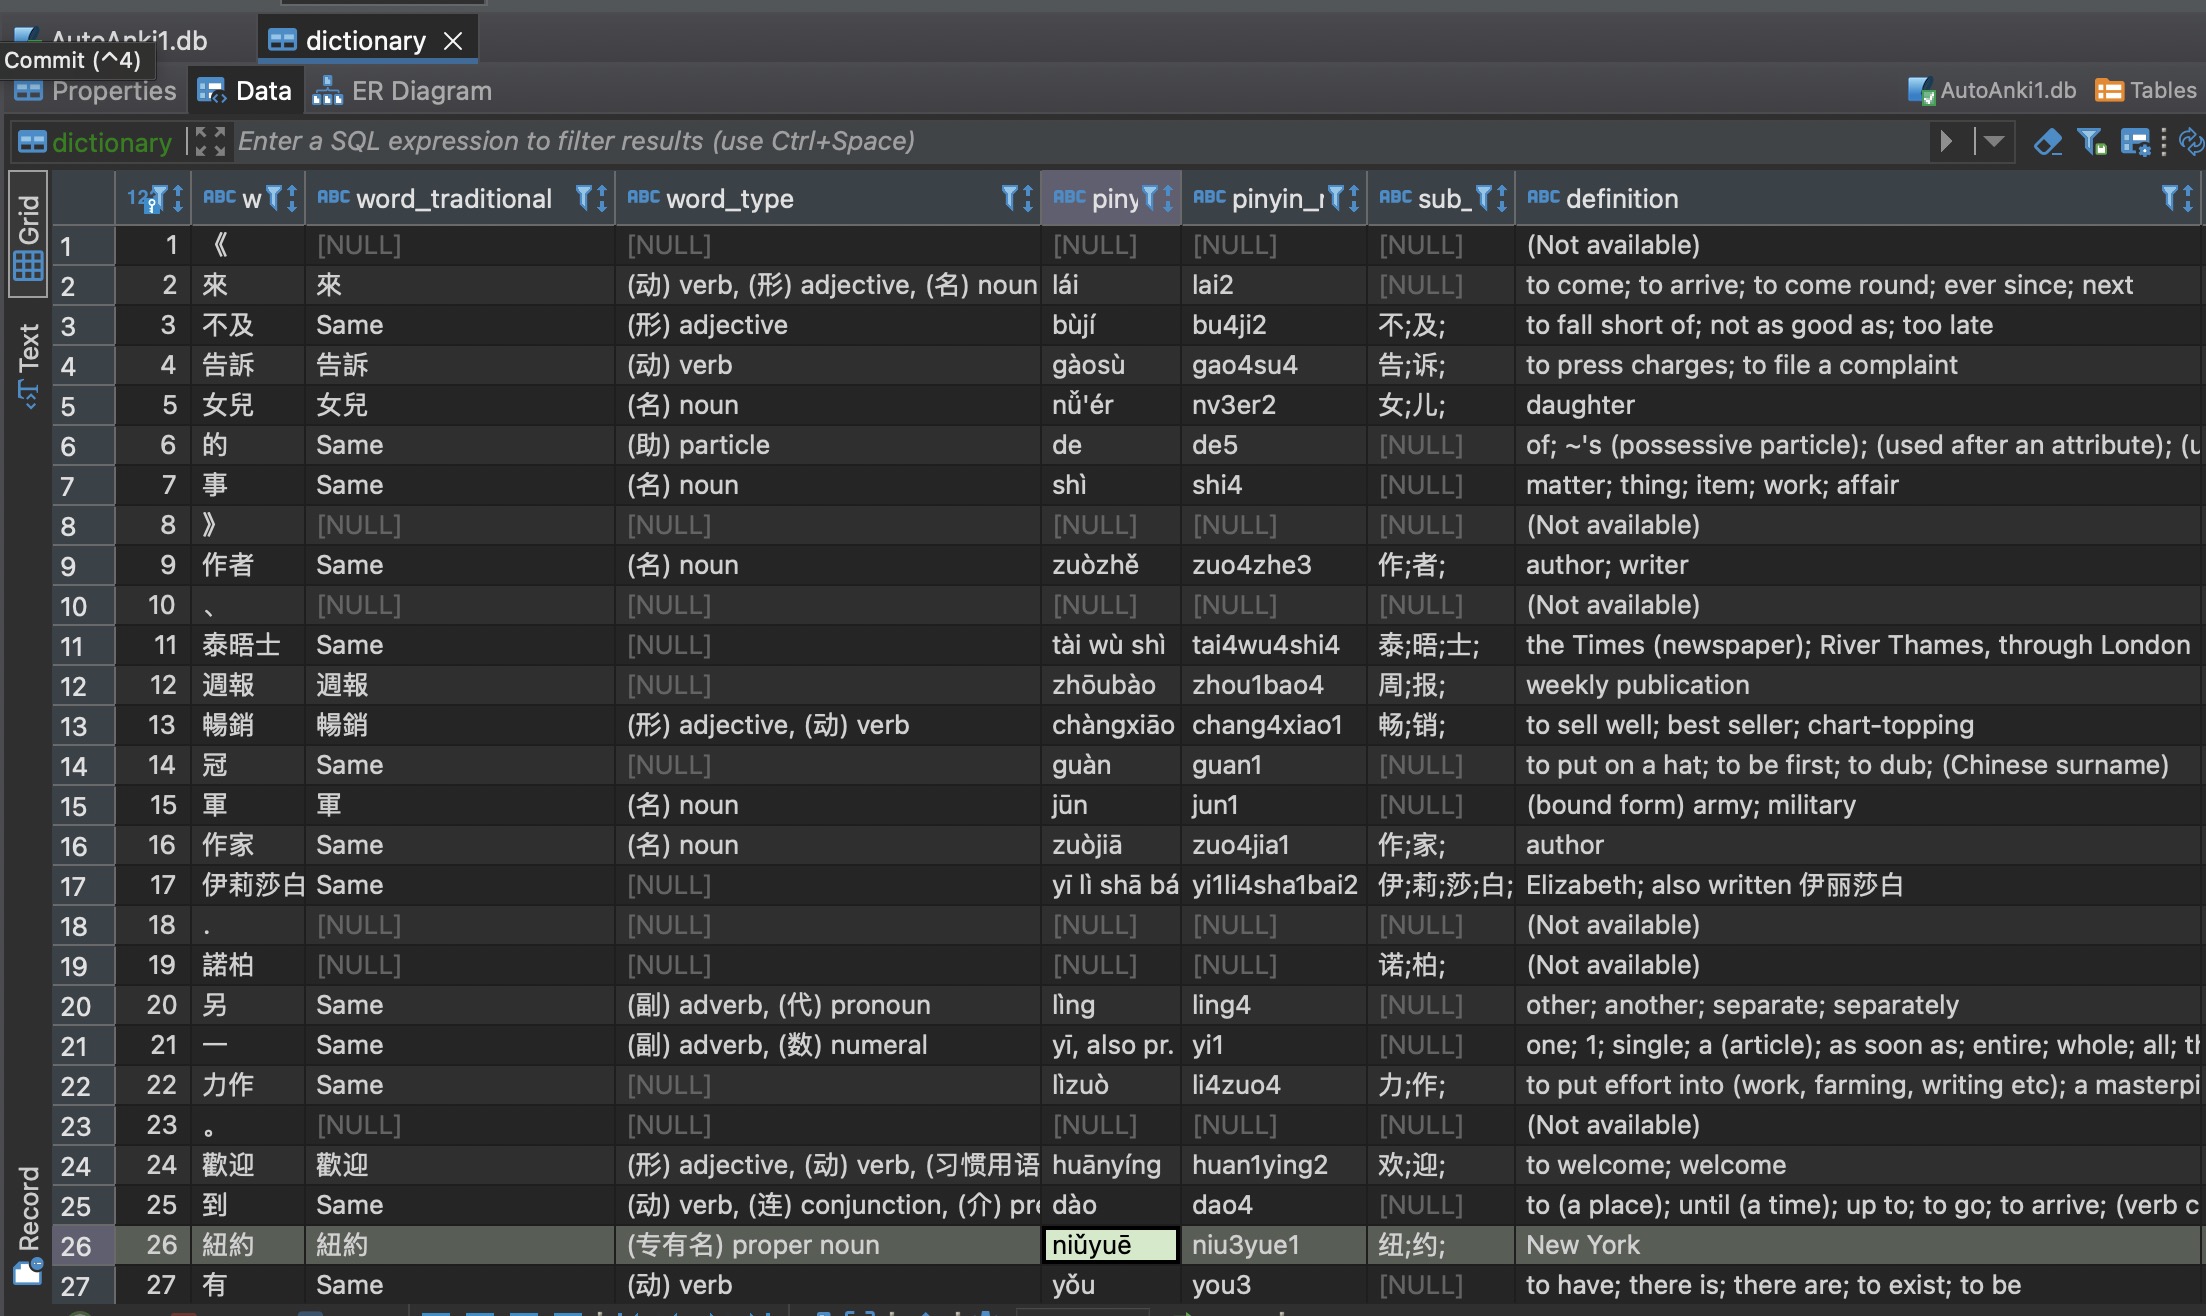 AutoAnki1.db
dictionary
Commit (^4)
Properties Data ER Diagram AutoAnki1.db Tables
dictionary Enter a SQL expression to filter results (use Ctrl+Space)
Grid
Text
Record
123 ABC w ABC word_traditional ABC word_type ABC piny ABC pinyin_ ABC sub_ ABC definition
1 1 《 [NULL] [NULL] [NULL] [NULL] [NULL] (Not available)
2 2 來 來 (动) verb, (形) adjective, (名) noun lái lai2 [NULL] to come; to arrive; to come round; ever since; next
3 3 不及 Same (形) adjective bùjí bu4ji2 不;及; to fall short of; not as good as; too late
4 4 告訴 告訴 (动) verb gàosù gao4su4 告;诉; to press charges; to file a complaint
5 5 女兒 女兒 (名) noun nǚ'ér nv3er2 女;儿; daughter
6 6 的 Same (助) particle de de5 [NULL] of; ~'s (possessive particle); (used after an attribute); (u
7 7 事 Same (名) noun shì shi4 [NULL] matter; thing; item; work; affair
8 8 》 [NULL] [NULL] [NULL] [NULL] [NULL] (Not available)
9 9 作者 Same (名) noun zuòzhě zuo4zhe3 作;者; author; writer
10 10 、 [NULL] [NULL] [NULL] [NULL] [NULL] (Not available)
11 11 泰晤士 Same [NULL] tài wù shì tai4wu4shi4 泰;晤;士; the Times (newspaper); River Thames, through London
12 12 週報 週報 [NULL] zhōubào zhou1bao4 周;报; weekly publication
13 13 暢銷 暢銷 (形) adjective, (动) verb chàngxiāo chang4xiao1 畅;销; to sell well; best seller; chart-topping
14 14 冠 Same [NULL] guàn guan1 [NULL] to put on a hat; to be first; to dub; (Chinese surname)
15 15 軍 軍 (名) noun jūn jun1 [NULL] (bound form) army; military
16 16 作家 Same (名) noun zuòjiā zuo4jia1 作;家; author
17 17 伊莉莎白 Same [NULL] yī lì shā bá yi1li4sha1bai2 伊;莉;莎;白; Elizabeth; also written 伊丽莎白
18 18 . [NULL] [NULL] [NULL] [NULL] [NULL] (Not available)
19 19 諾柏 [NULL] [NULL] [NULL] [NULL] 诺;柏; (Not available)
20 20 另 Same (副) adverb, (代) pronoun lìng ling4 [NULL] other; another; separate; separately
21 21 一 Same (副) adverb, (数) numeral yī, also pr. yi1 [NULL] one; 1; single; a (article); as soon as; entire; whole; all; th
22 22 力作 Same [NULL] lìzuò li4zuo4 力;作; to put effort into (work, farming, writing etc); a masterpi
23 23 。 [NULL] [NULL] [NULL] [NULL] [NULL] (Not available)
24 24 歡迎 歡迎 (形) adjective, (动) verb, (习惯用语 huānyíng huan1ying2 欢;迎; to welcome; welcome
25 25 到 Same (动) verb, (连) conjunction, (介) pre dào dao4 [NULL] to (a place); until (a time); up to; to go; to arrive; (verb c
26 26 紐約 紐約 (专有名) proper noun niǔyuē niu3yue1 纽;约; New York
27 27 有 Same (动) verb yǒu you3 [NULL] to have; there is; there are; to exist; to be